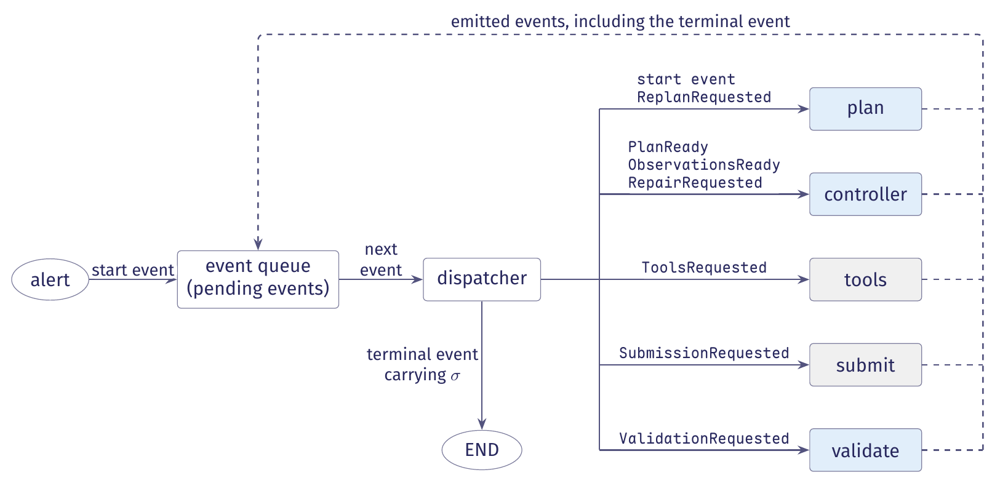 emitted events, including the terminal event
start event
ReplanRequested
plan
PlanReady
ObservationsReady
RepairRequested
controller
alert
start event
event queue
(pending events)
next
event
dispatcher
ToolsRequested
tools
terminal event
carrying σ
SubmissionRequested
submit
END
ValidationRequested
validate